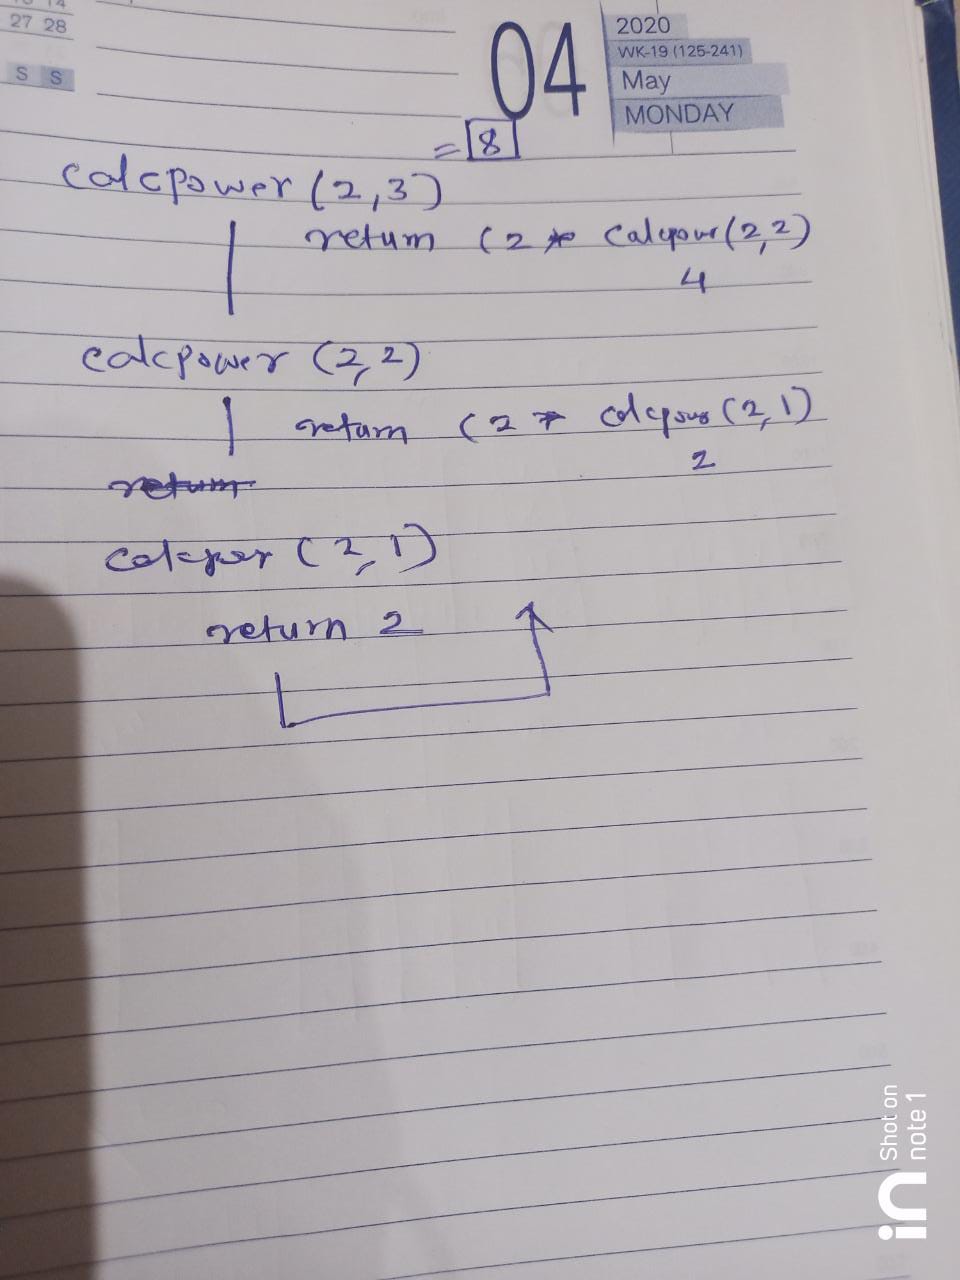 27 28
S S
04
2020
WK-19 (125-241)
May
MONDAY
= 8
calcpower (2,3)
return (2 * calcpowr (2,2)
4
calcpower (2,2)
return (2 * calcpowr (2,1)
2
return
calcper (2,1)
return 2
Shot on
note 1
in